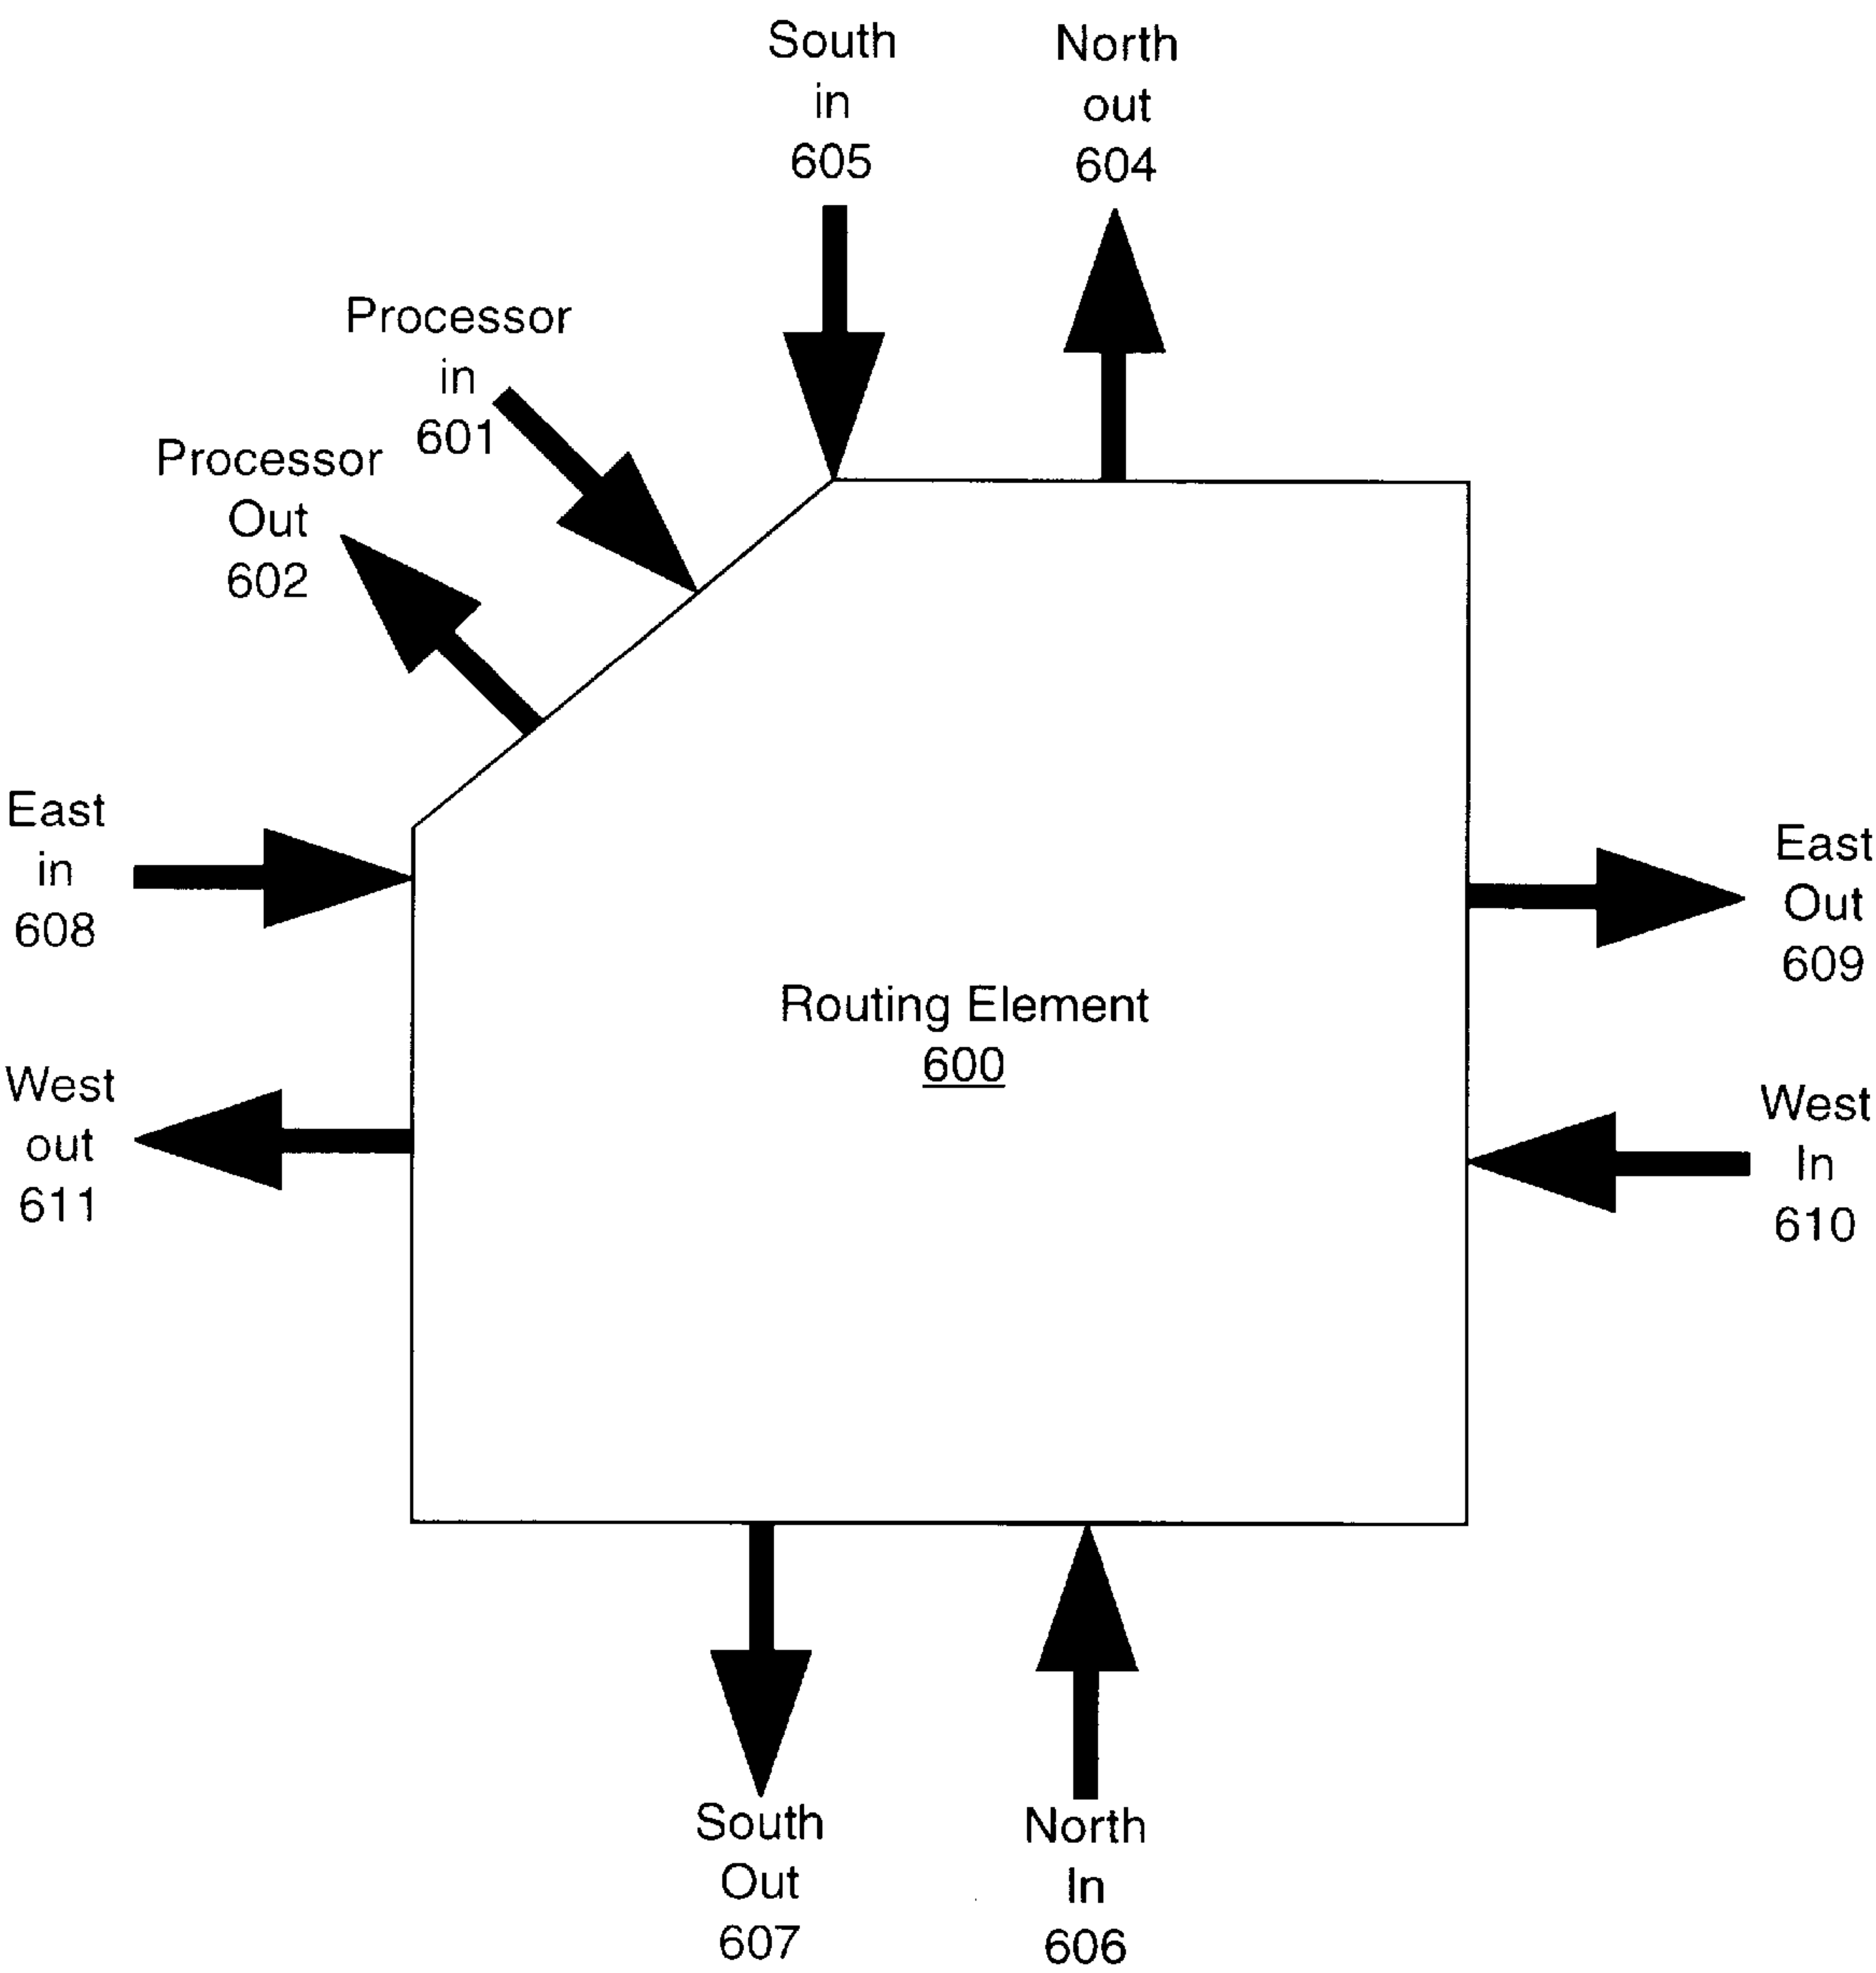 South
in
605
North
out
604
Processor
in
601
Processor
Out
602
East
in
608
East
Out
609
Routing Element
600
West
out
611
West
In
610
South
Out
607
North
In
606